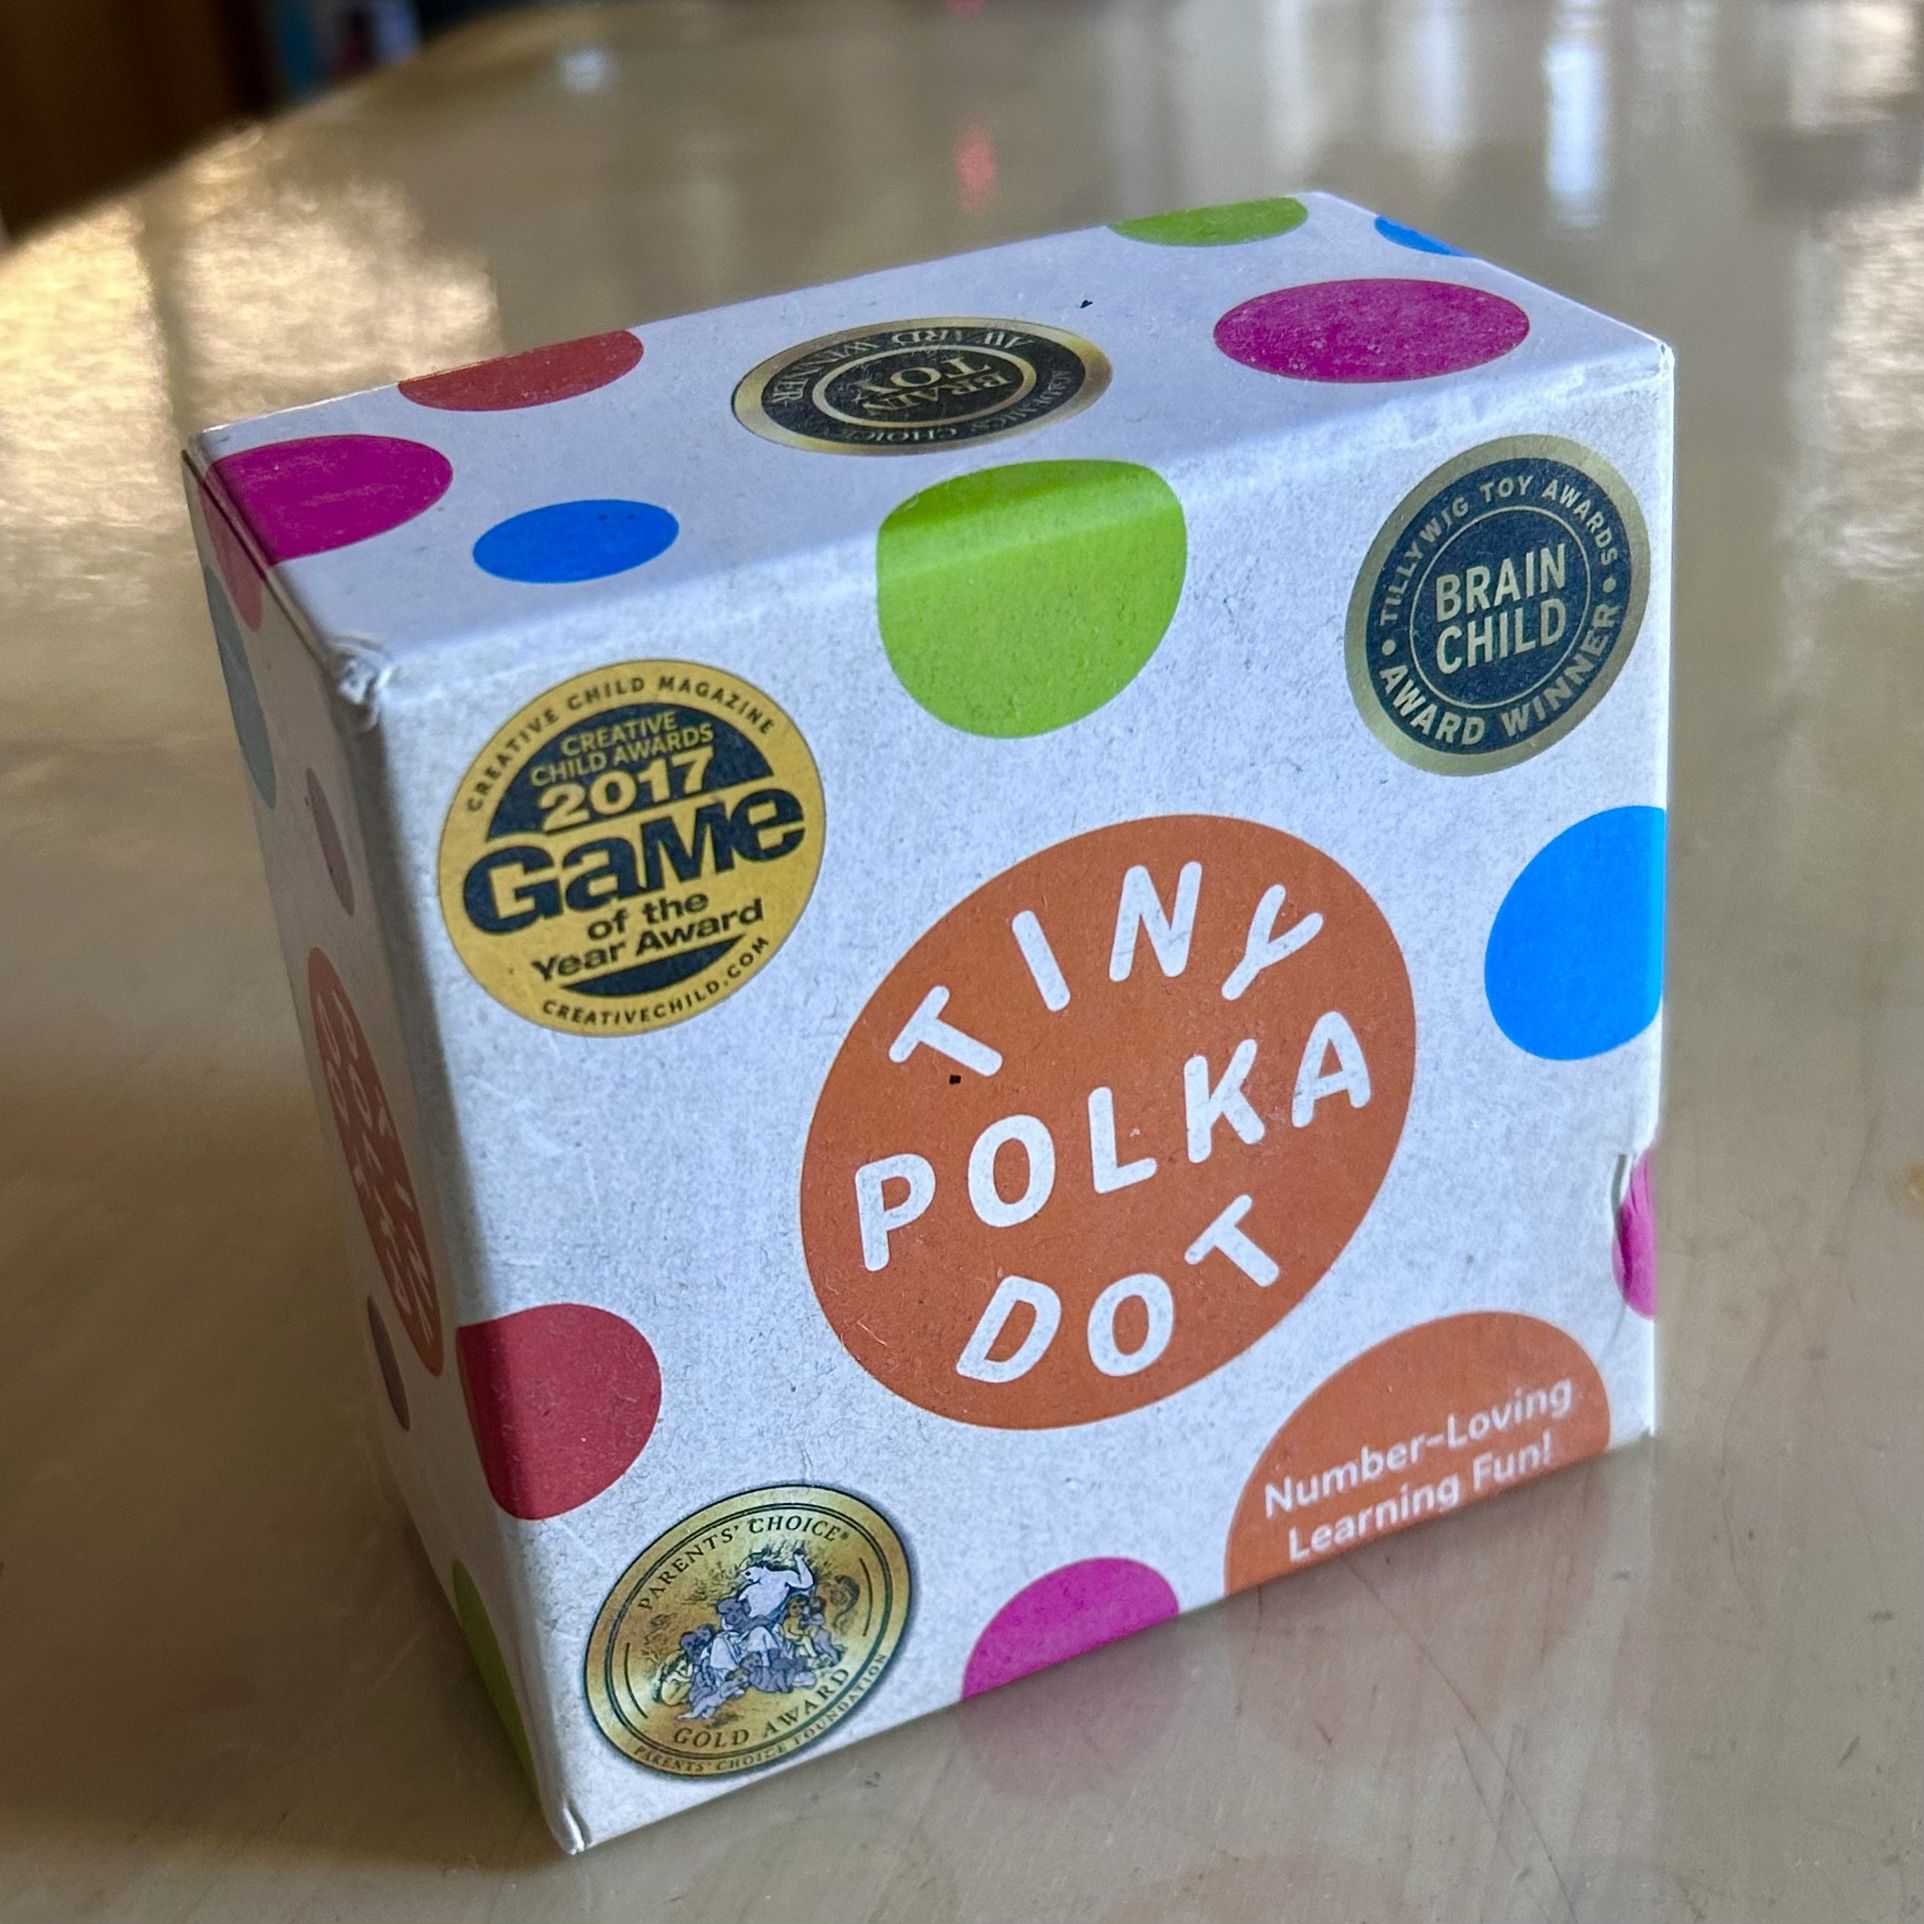 ACADEMICS' CHOICE
BRAIN
TOY
AWARD WINNER
TILLYWIG TOY AWARDS
BRAIN
CHILD
AWARD WINNER
CREATIVE CHILD MAGAZINE
CREATIVE
CHILD AWARDS
2017
GaMe
of the
Year Award
CREATIVECHILD.COM
TINY
POLKA
DOT
Number-Loving
Learning Fun!
PARENTS' CHOICE®
GOLD AWARD
PARENTS' CHOICE FOUNDATION